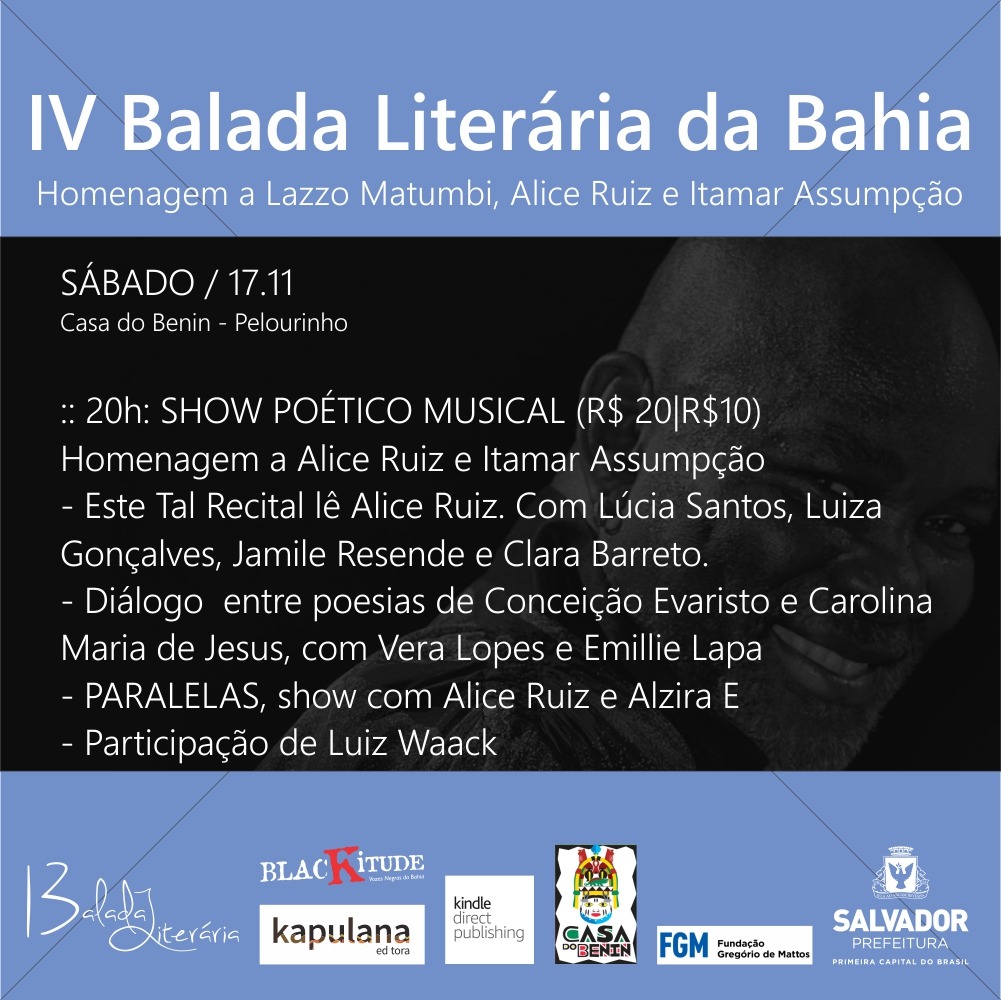 IV Balada Literária da Bahia
Homenagem a Lazzo Matumbi, Alice Ruiz e Itamar Assumpção
SÁBADO / 17.11
Casa do Benin - Pelourinho
:: 20h: SHOW POÉTICO MUSICAL (R$ 20|R$10)
Homenagem a Alice Ruiz e Itamar Assumpção
- Este Tal Recital lê Alice Ruiz. Com Lúcia Santos, Luiza
Gonçalves, Jamile Resende e Clara Barreto.
- Diálogo  entre poesias de Conceição Evaristo e Carolina
Maria de Jesus, com Vera Lopes e Emillie Lapa
- PARALELAS, show com Alice Ruiz e Alzira E
- Participação de Luiz Waack
Balada
Literária
BLACKITUDE
Vozes Negras da Bahia
kapulana
editora
kindle
direct
publishing
CASA
DO BENIN
FGM
Fundação
Gregório de Mattos
SALVADOR
PREFEITURA
PRIMEIRA CAPITAL DO BRASIL